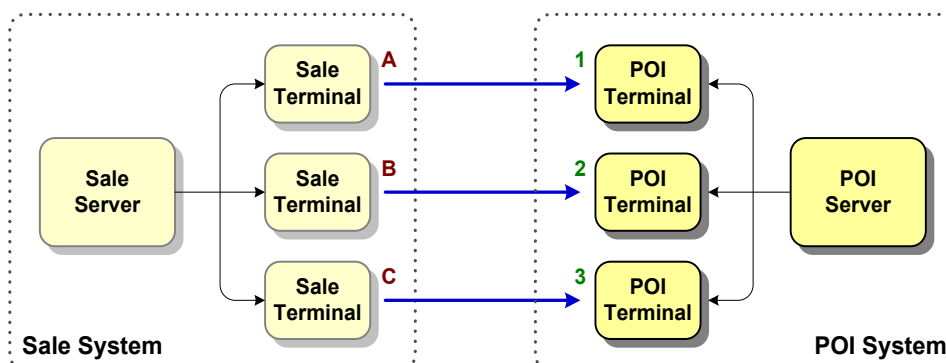 Sale
Terminal
A
1
POI
Terminal
Sale
Server
Sale
Terminal
B
2
POI
Terminal
POI
Server
Sale
Terminal
C
3
POI
Terminal
Sale System
POI System